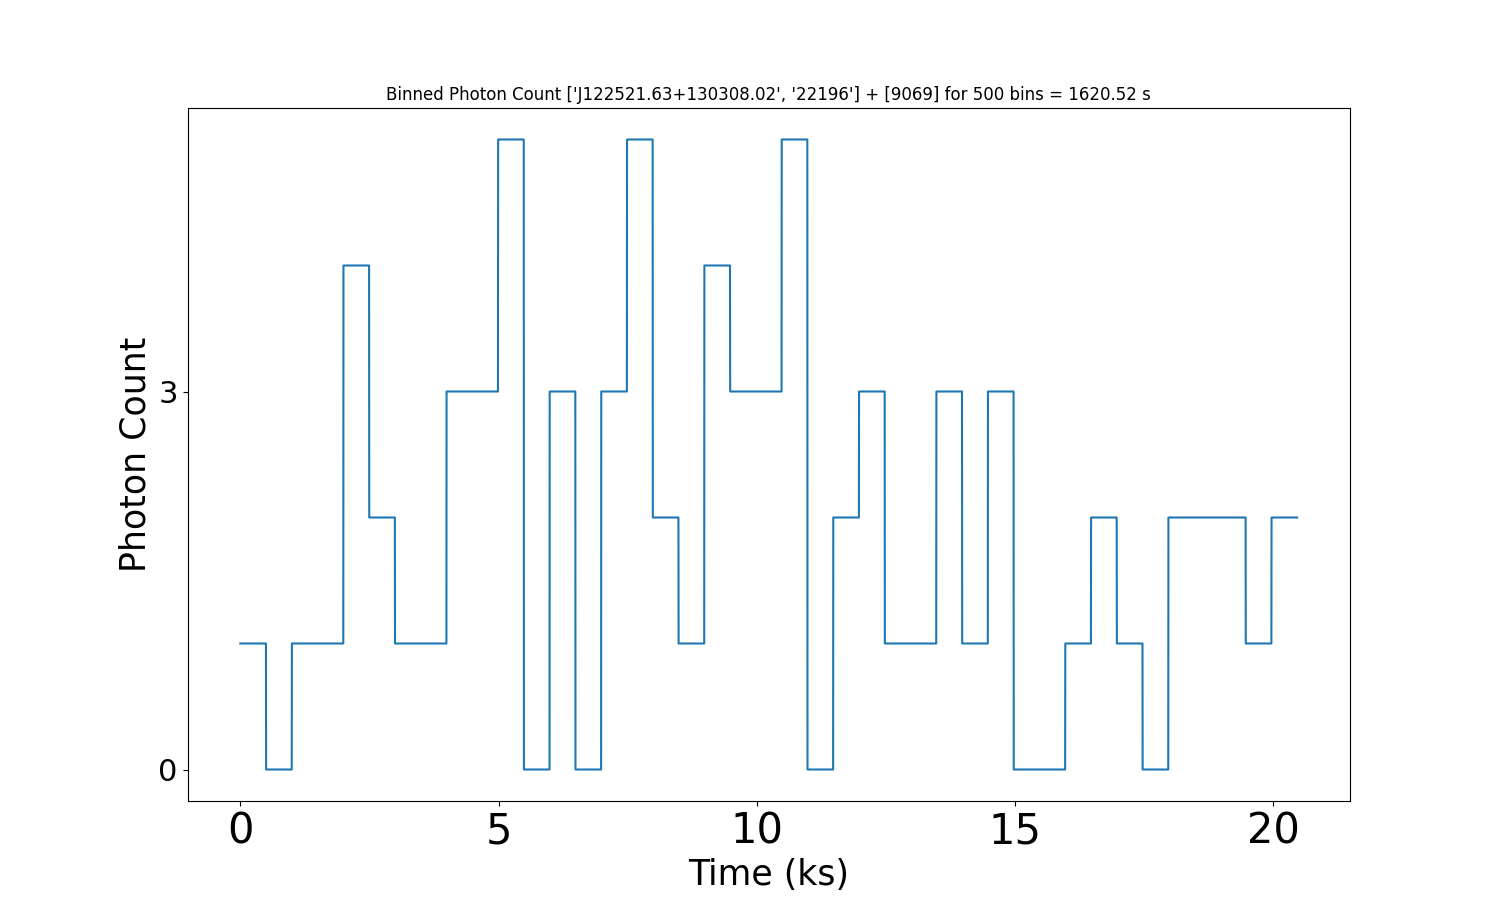 Binned Photon Count ['J122521.63+130308.02', '22196'] + [9069] for 500 bins = 1620.52 s
Photon Count
3
0
0 5 10 15 20
Time (ks)